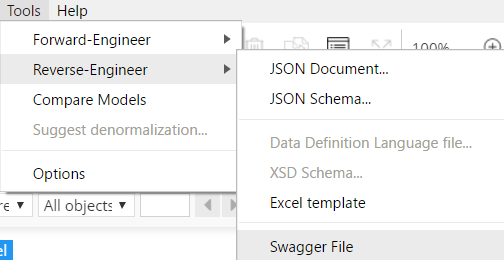 Tools Help
Forward-Engineer
100%
Reverse-Engineer
JSON Document...
Compare Models
JSON Schema...
Suggest denormalization...
Data Definition Language file...
Options
XSD Schema...
All objects
Excel template
Swagger File